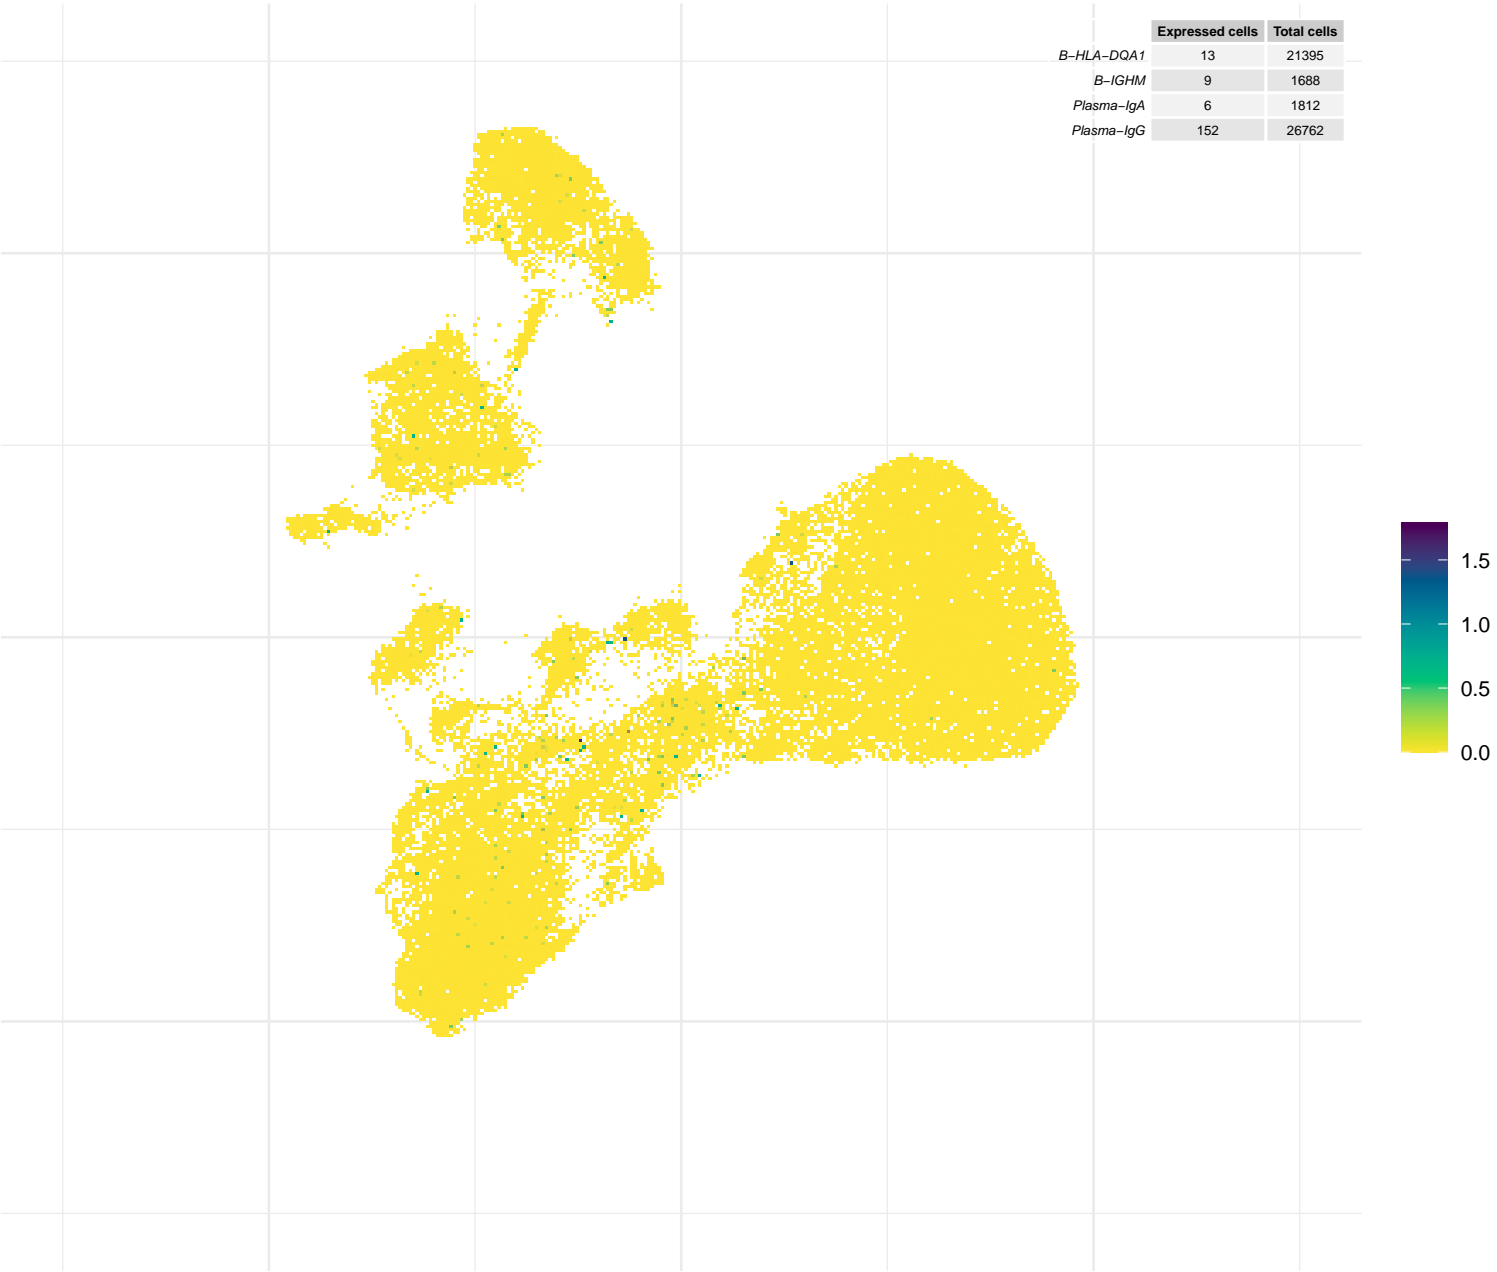 Expressed cells Total cells
B−HLA−DQA1 13 21395
B−IGHM 9 1688
Plasma−IgA 6 1812
Plasma−IgG 152 26762
1.5
1.0
0.5
0.0